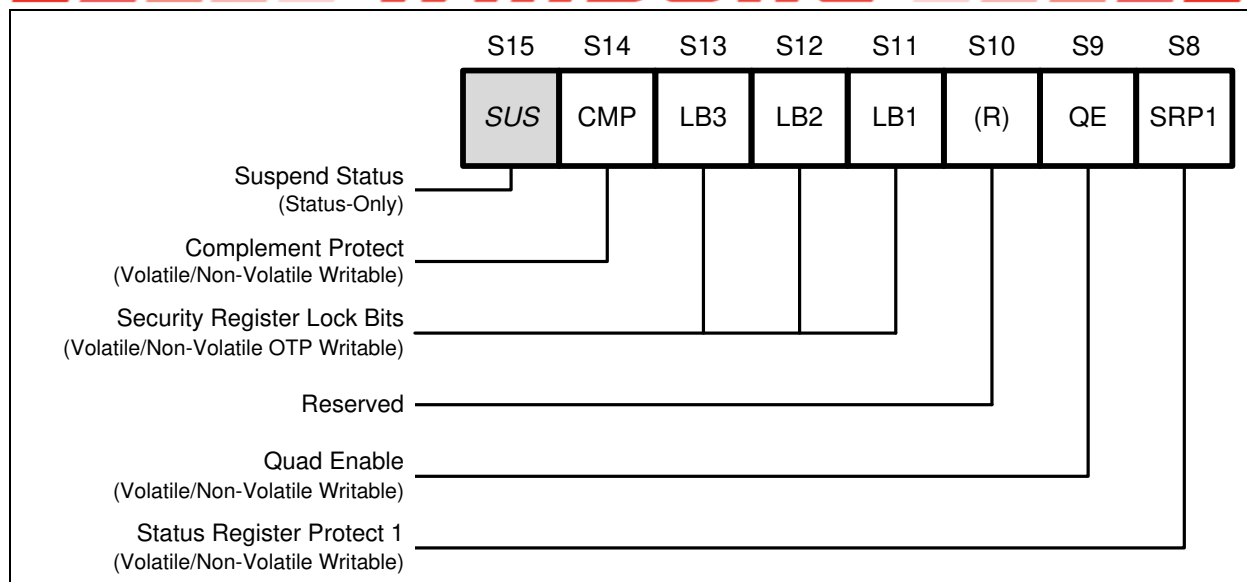 S15 S14 S13 S12 S11 S10 S9 S8
SUS CMP LB3 LB2 LB1 (R) QE SRP1
Suspend Status
(Status-Only)
Complement Protect
(Volatile/Non-Volatile Writable)
Security Register Lock Bits
(Volatile/Non-Volatile OTP Writable)
Reserved
Quad Enable
(Volatile/Non-Volatile Writable)
Status Register Protect 1
(Volatile/Non-Volatile Writable)